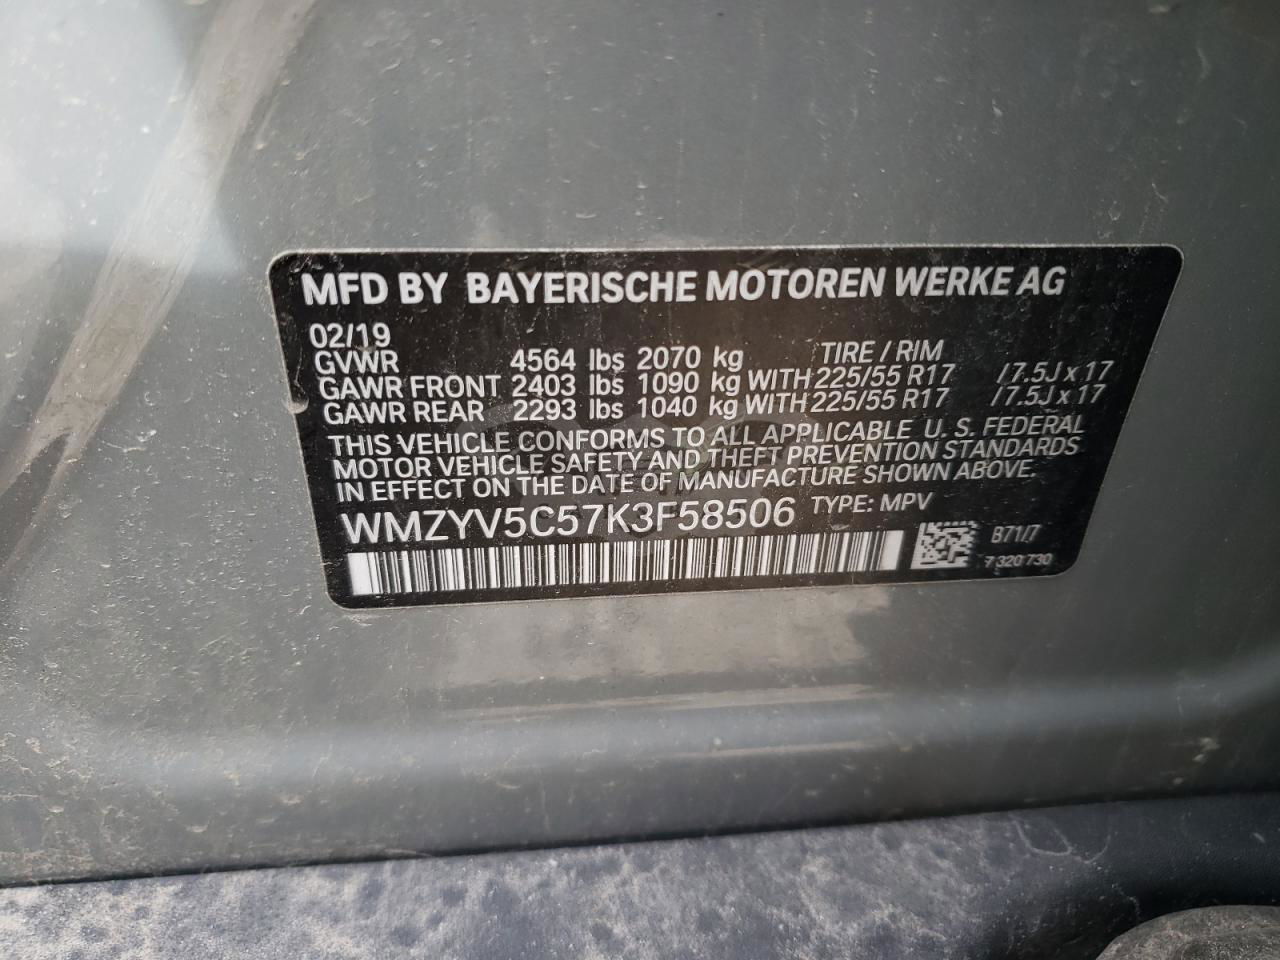 MFD BY BAYERISCHE MOTOREN WERKE AG
02/19
TIRE / RIM
GVWR 4564 lbs 2070 kg
GAWR FRONT 2403 lbs 1090 kg WITH 225/55 R17 / 7.5J x 17
GAWR REAR 2293 lbs 1040 kg WITH 225/55 R17 / 7.5J x 17
THIS VEHICLE CONFORMS TO ALL APPLICABLE U. S. FEDERAL
MOTOR VEHICLE SAFETY AND THEFT PREVENTION STANDARDS
IN EFFECT ON THE DATE OF MANUFACTURE SHOWN ABOVE.
WMZYV5C57K3F58506 TYPE: MPV
B71/7
7 320 730